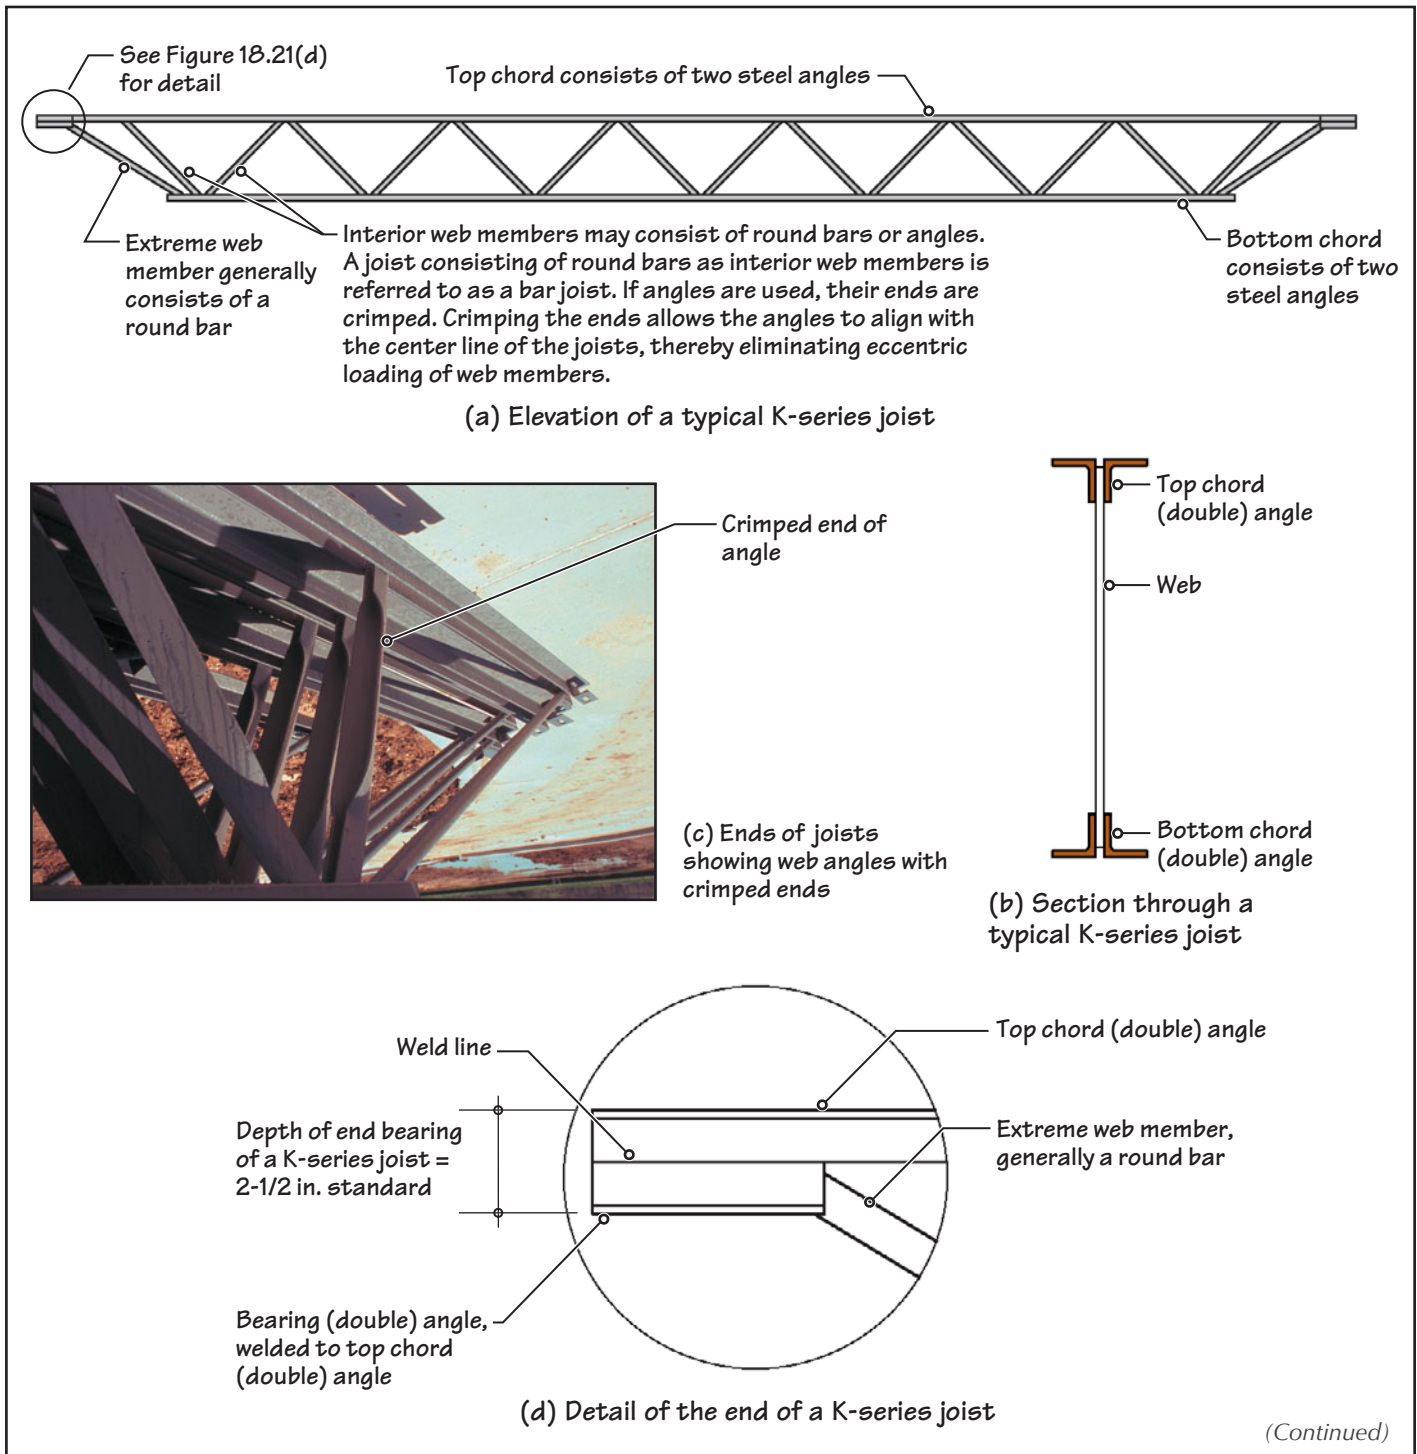 See Figure 18.21(d)
for detail
Top chord consists of two steel angles
Extreme web
member generally
consists of a
round bar
Interior web members may consist of round bars or angles.
A joist consisting of round bars as interior web members is
referred to as a bar joist. If angles are used, their ends are
crimped. Crimping the ends allows the angles to align with
the center line of the joists, thereby eliminating eccentric
loading of web members.
Bottom chord
consists of two
steel angles
(a) Elevation of a typical K-series joist
Crimped end of
angle
(c) Ends of joists
showing web angles with
crimped ends
Top chord
(double) angle
Web
Bottom chord
(double) angle
(b) Section through a
typical K-series joist
Weld line
Top chord (double) angle
Depth of end bearing
of a K-series joist =
2-1/2 in. standard
Extreme web member,
generally a round bar
Bearing (double) angle,
welded to top chord
(double) angle
(d) Detail of the end of a K-series joist
(Continued)